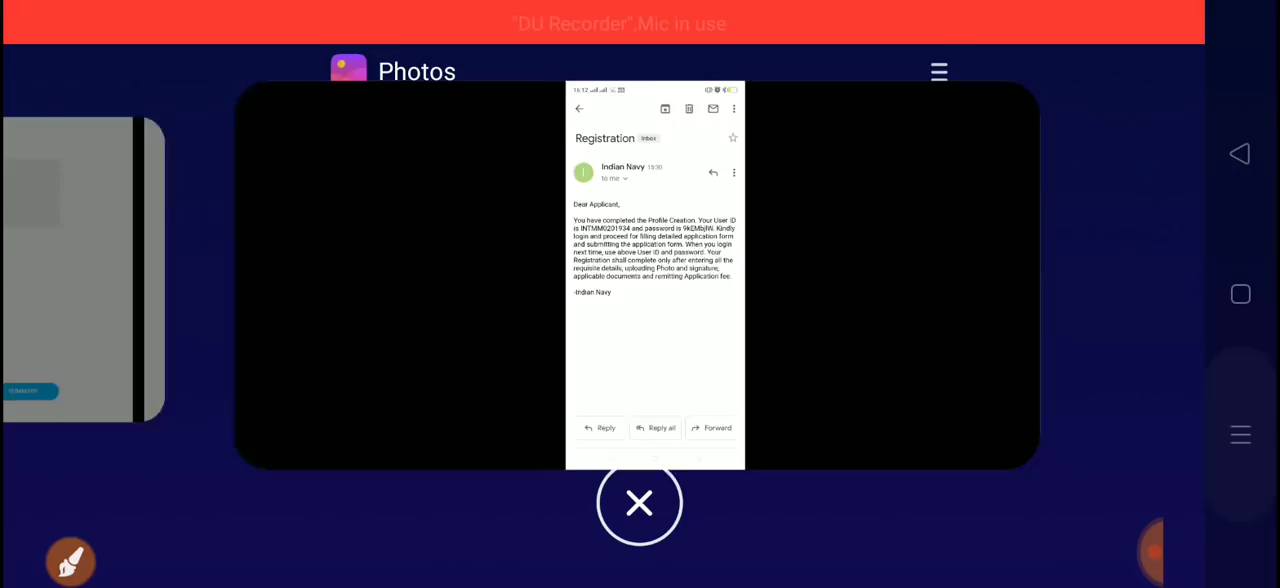 "DU Recorder",Mic in use
Photos
16:12
Registration Inbox
Indian Navy 15:30
to me
I
Dear Applicant,
You have completed the Profile Creation. Your User ID
is INTMM0201934 and password is 9kEMbjlW. Kindly
login and proceed for filling detailed application form
and submitting the application form. When you login
next time, use above User ID and password. Your
Registration shall complete only after entering all the
requisite details, uploading Photo and signature,
applicable documents and remitting Application fee.
-Indian Navy
Reply
Reply all
Forward